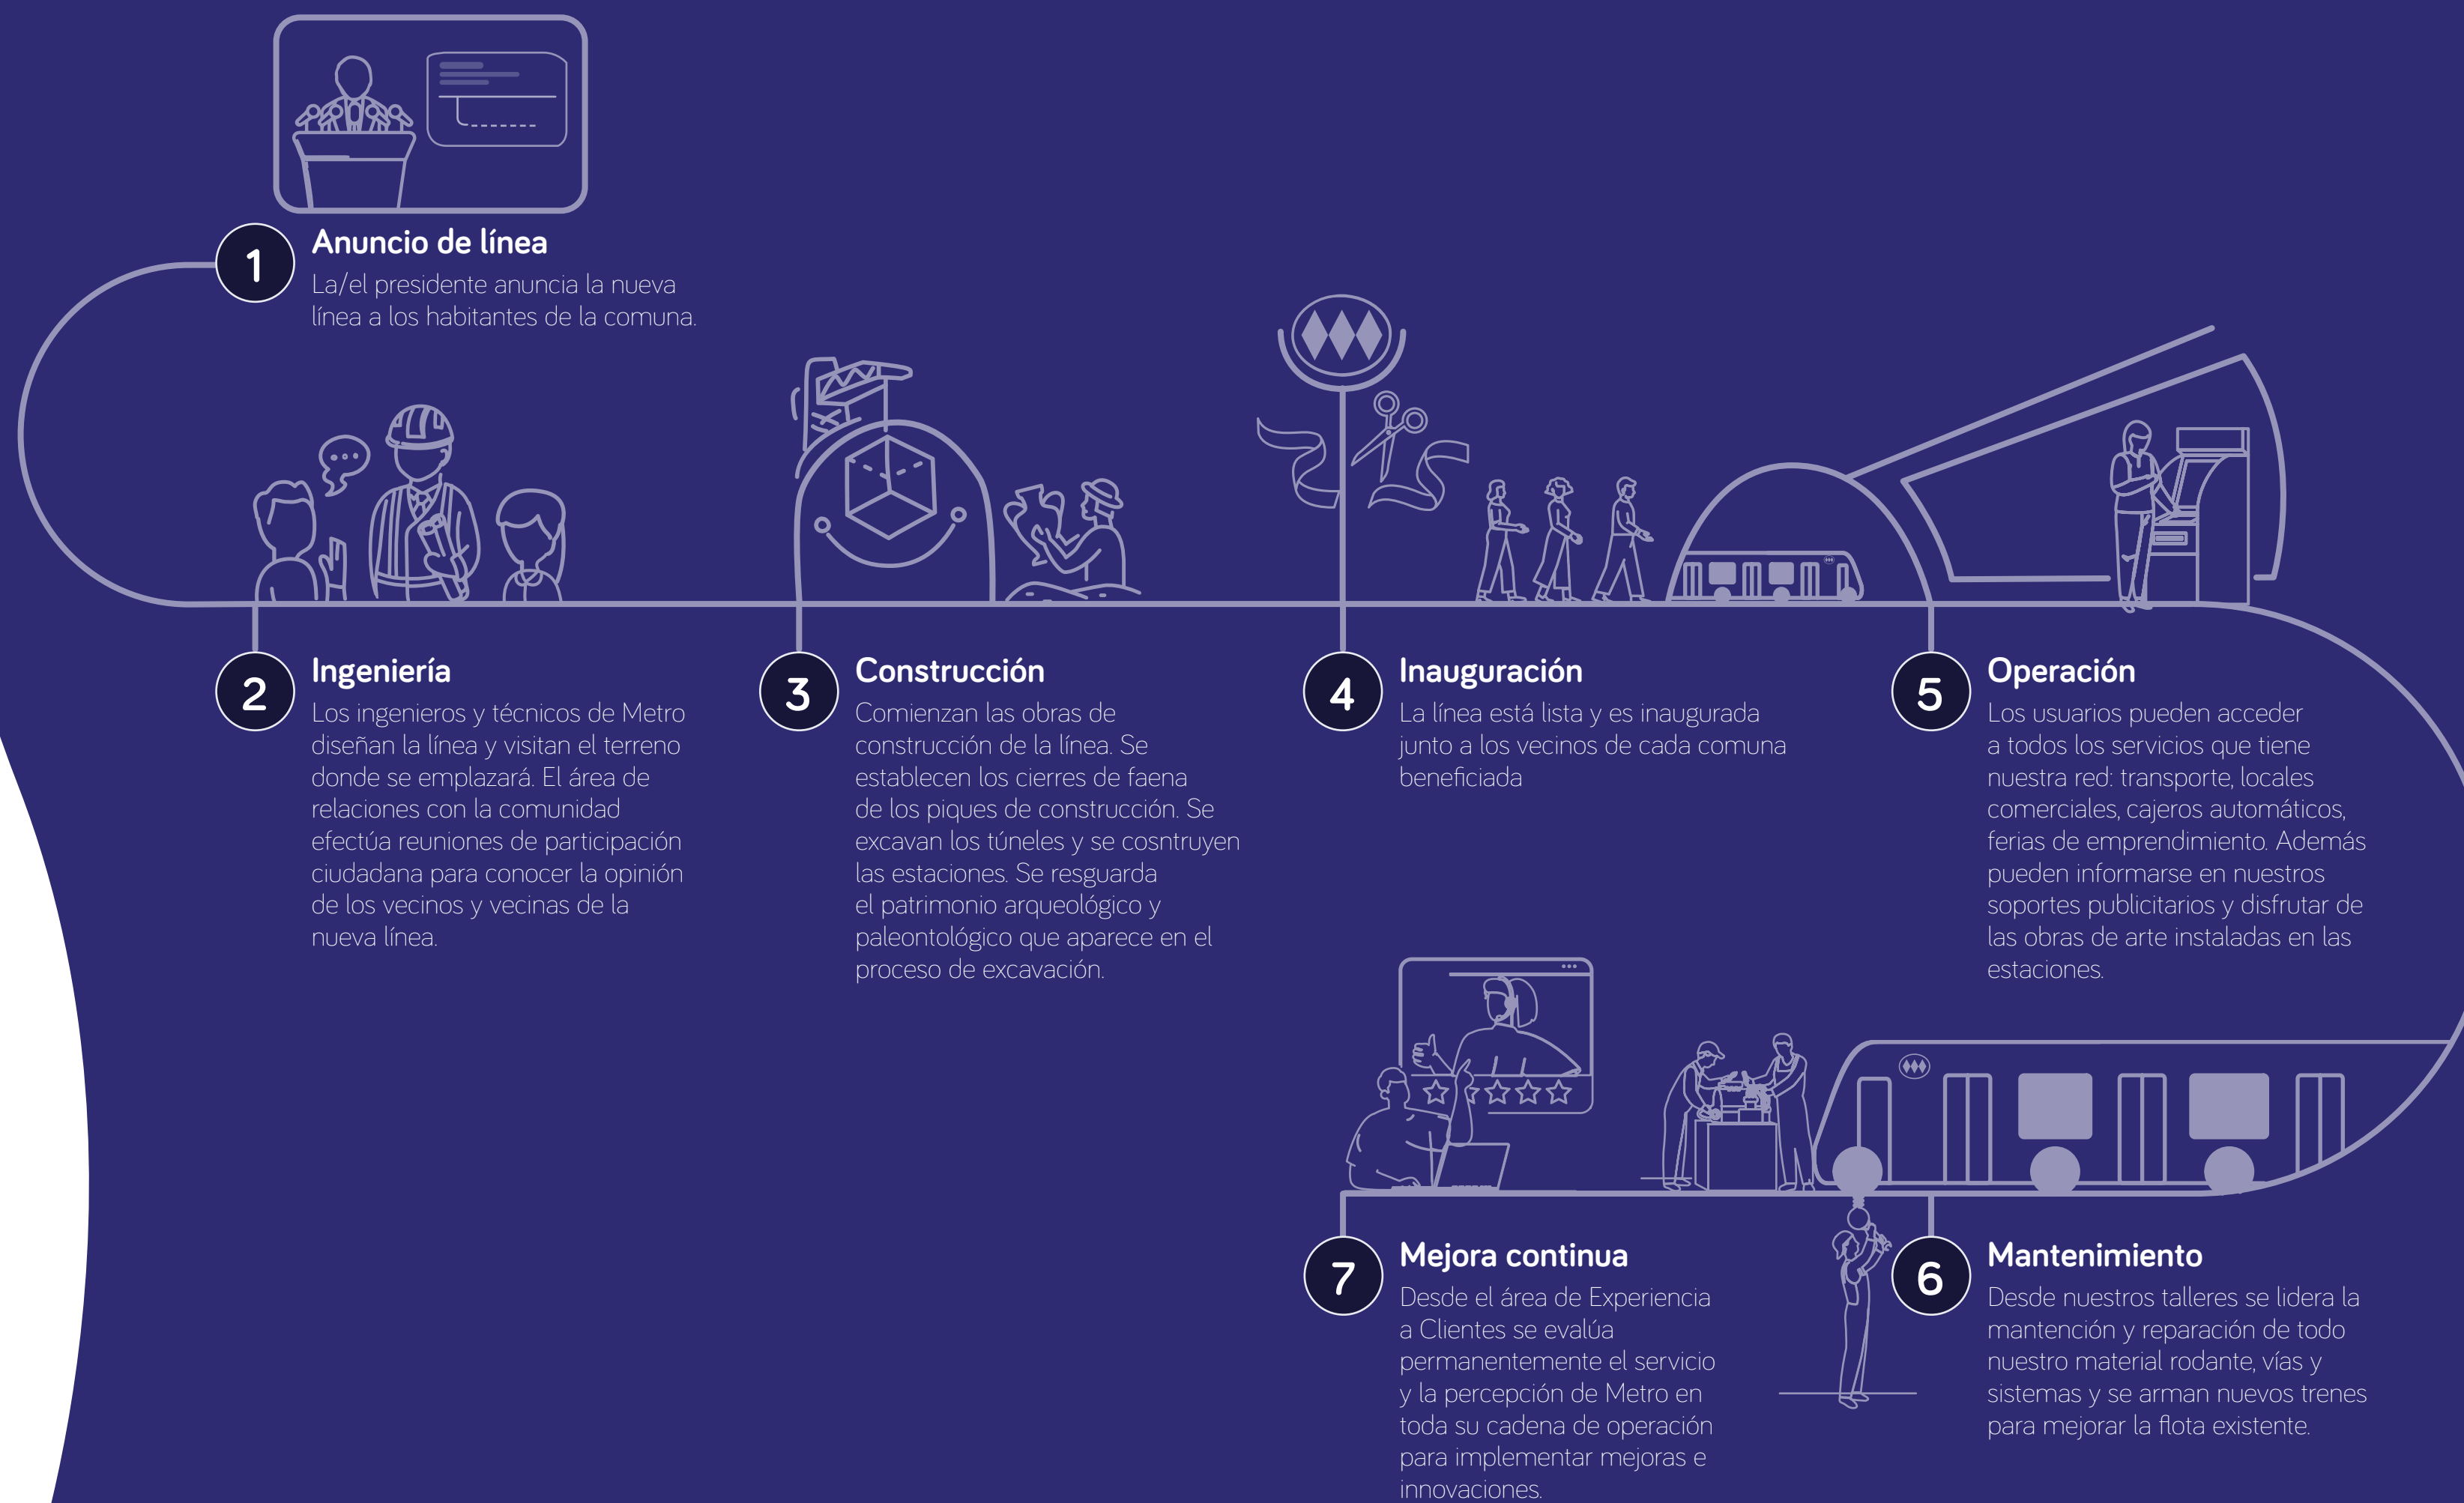 1
Anuncio de línea
La/el presidente anuncia la nueva
línea a los habitantes de la comuna.
2
Ingeniería
Los ingenieros y técnicos de Metro
diseñan la línea y visitan el terreno
donde se emplazará. El área de
relaciones con la comunidad
efectúa reuniones de participación
ciudadana para conocer la opinión
de los vecinos y vecinas de la
nueva línea.
3
Construcción
Comienzan las obras de
construcción de la línea. Se
establecen los cierres de faena
de los piques de construcción. Se
excavan los túneles y se cosntruyen
las estaciones. Se resguarda
el patrimonio arqueológico y
paleontológico que aparece en el
proceso de excavación.
4
Inauguración
La línea está lista y es inaugurada
junto a los vecinos de cada comuna
beneficiada
5
Operación
Los usuarios pueden acceder
a todos los servicios que tiene
nuestra red: transporte, locales
comerciales, cajeros automáticos,
ferias de emprendimiento. Además
pueden informarse en nuestros
soportes publicitarios y disfrutar de
las obras de arte instaladas en las
estaciones.
6
Mantenimiento
Desde nuestros talleres se lidera la
mantención y reparación de todo
nuestro material rodante, vías y
sistemas y se arman nuevos trenes
para mejorar la flota existente.
7
Mejora continua
Desde el área de Experiencia
a Clientes se evalúa
permanentemente el servicio
y la percepción de Metro en
toda su cadena de operación
para implementar mejoras e
innovaciones.